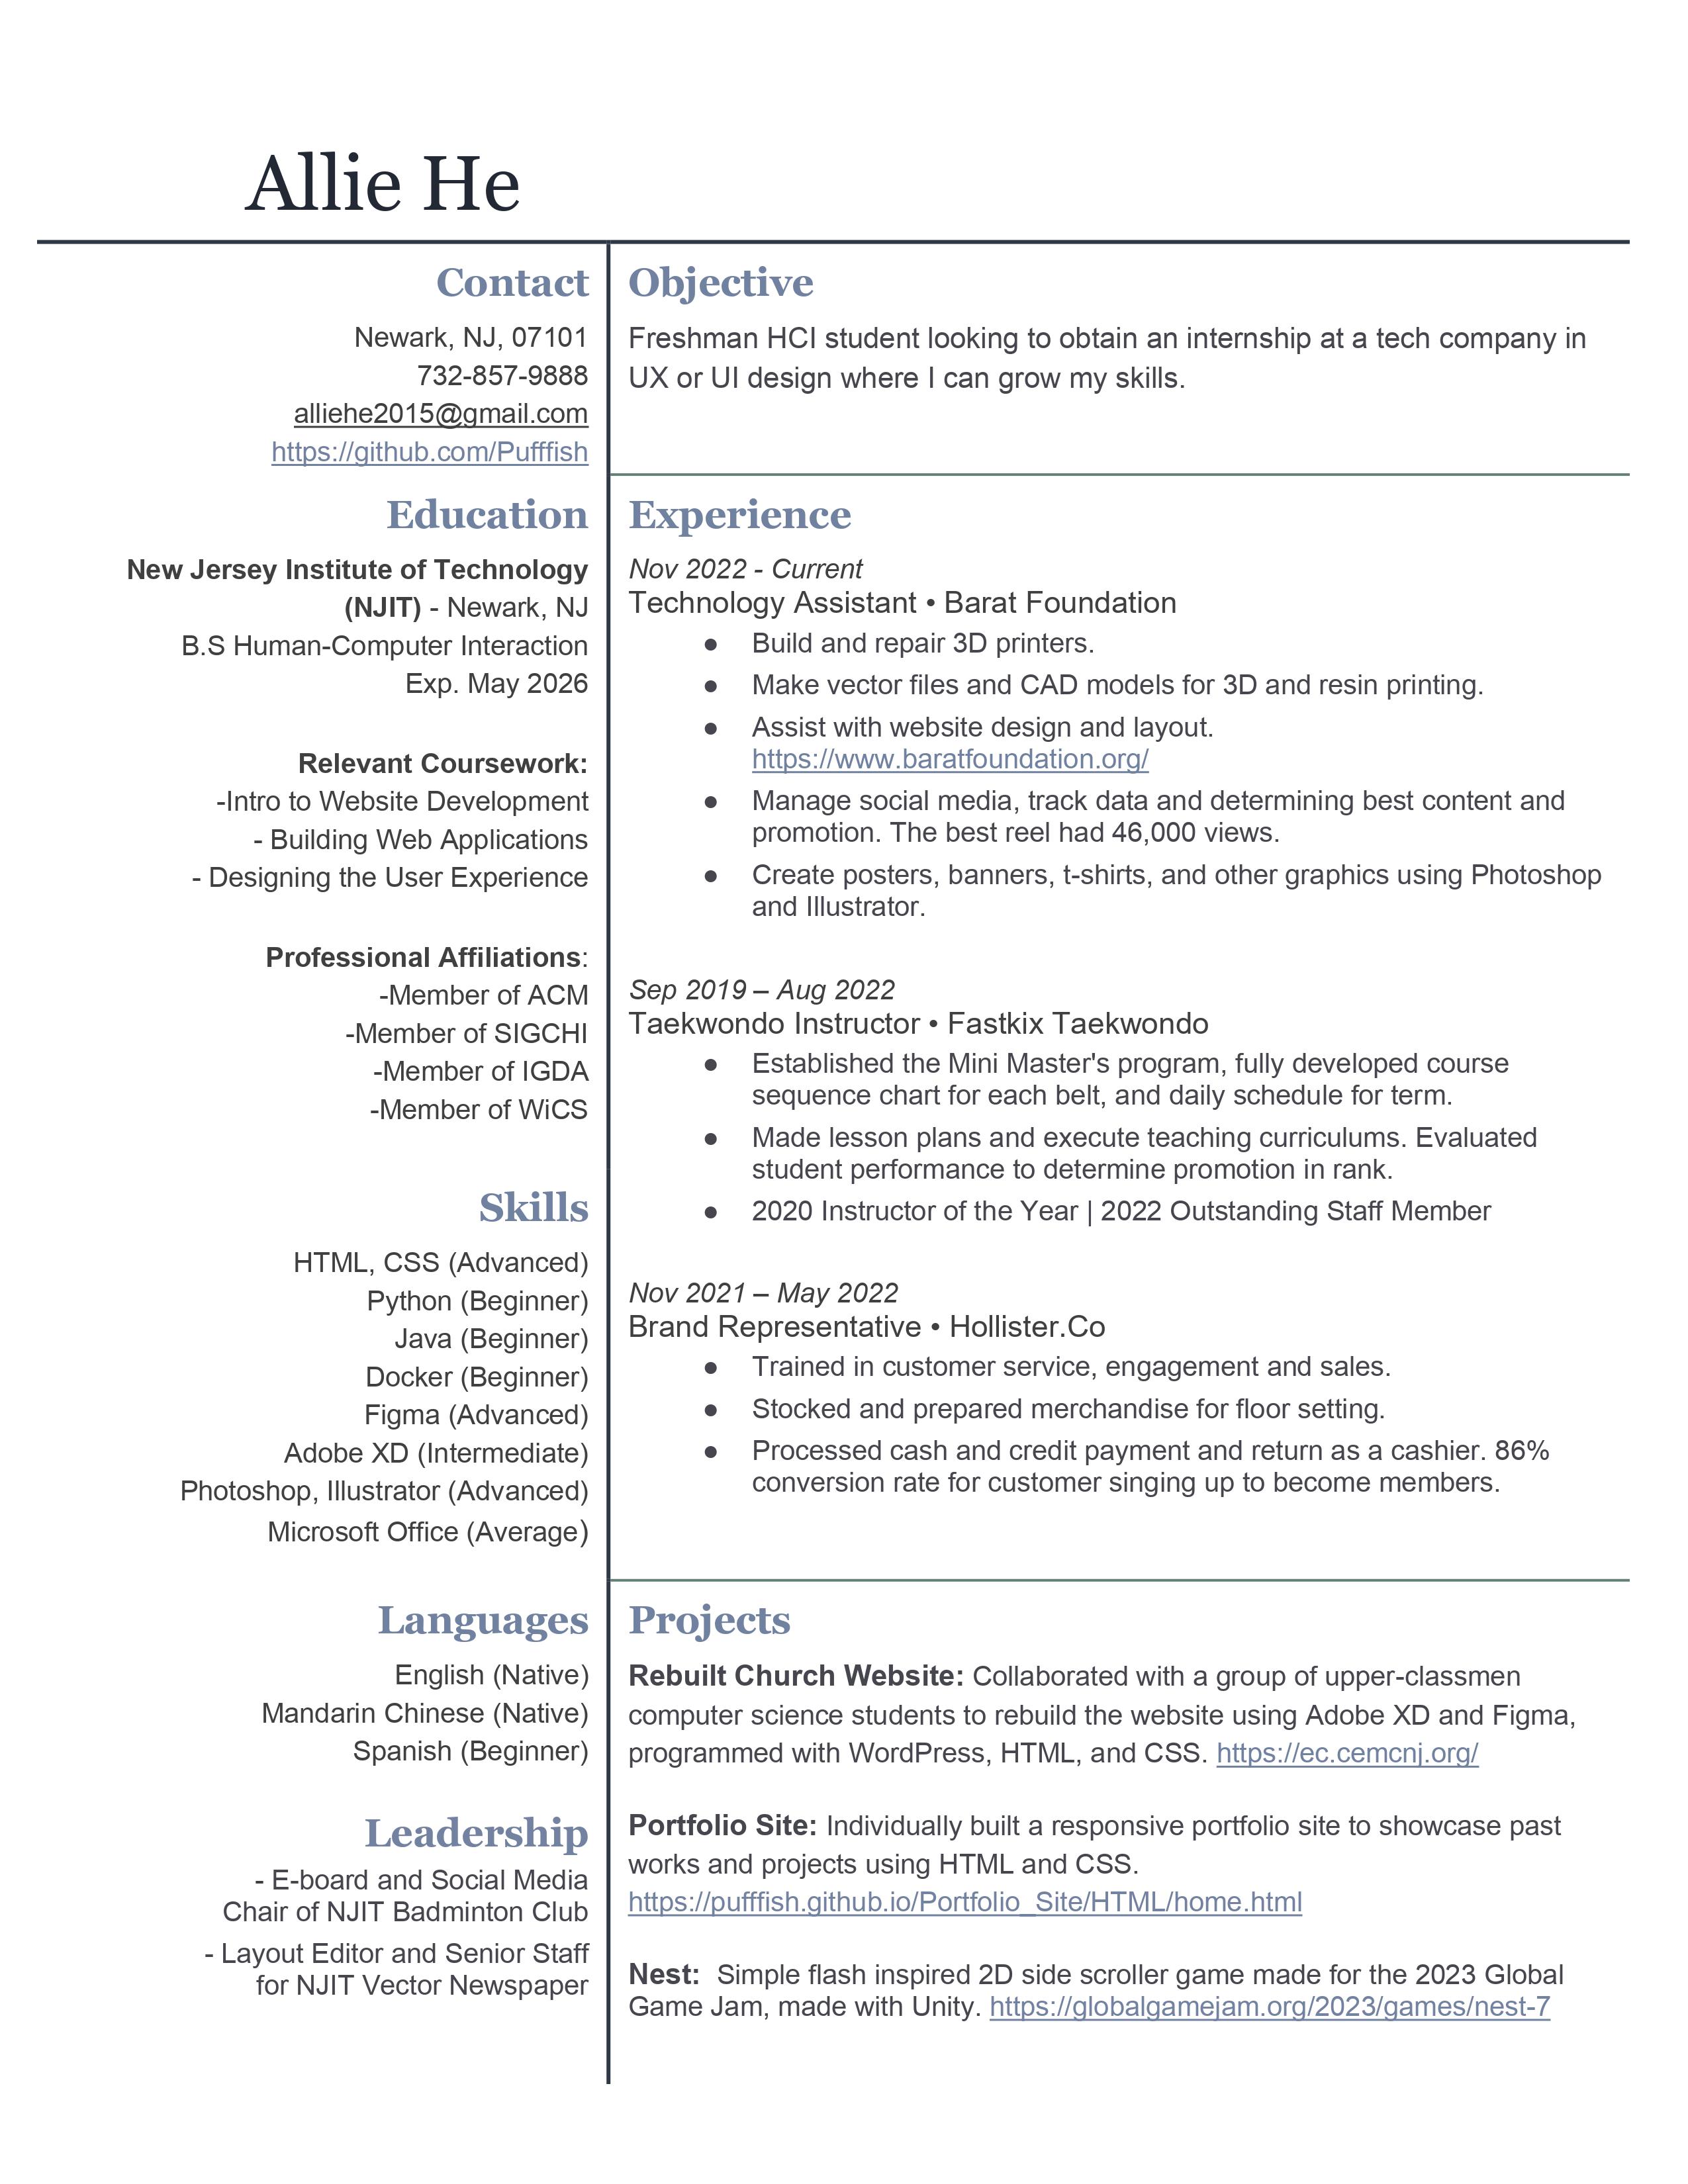 Allie He
Contact
Newark, NJ, 07101
732-857-9888
alliehe2015@gmail.com
https://github.com/Pufffish
Education
New Jersey Institute of Technology
(NJIT) - Newark, NJ
B.S Human-Computer Interaction
Exp. May 2026
Relevant Coursework:
-Intro to Website Development
- Building Web Applications
- Designing the User Experience
Professional Affiliations:
-Member of ACM
-Member of SIGCHI
-Member of IGDA
-Member of WiCS
Skills
HTML, CSS (Advanced)
Python (Beginner)
Java (Beginner)
Docker (Beginner)
Figma (Advanced)
Adobe XD (Intermediate)
Photoshop, Illustrator (Advanced)
Microsoft Office (Average)
Languages
English (Native)
Mandarin Chinese (Native)
Spanish (Beginner)
Leadership
- E-board and Social Media
Chair of NJIT Badminton Club
- Layout Editor and Senior Staff
for NJIT Vector Newspaper
Objective
Freshman HCI student looking to obtain an internship at a tech company in
UX or UI design where I can grow my skills.
Experience
Nov 2022 - Current
Technology Assistant • Barat Foundation
● Build and repair 3D printers.
● Make vector files and CAD models for 3D and resin printing.
● Assist with website design and layout.
https://www.baratfoundation.org/
● Manage social media, track data and determining best content and
promotion. The best reel had 46,000 views.
● Create posters, banners, t-shirts, and other graphics using Photoshop
and Illustrator.
Sep 2019 – Aug 2022
Taekwondo Instructor • Fastkix Taekwondo
● Established the Mini Master's program, fully developed course
sequence chart for each belt, and daily schedule for term.
● Made lesson plans and execute teaching curriculums. Evaluated
student performance to determine promotion in rank.
● 2020 Instructor of the Year | 2022 Outstanding Staff Member
Nov 2021 – May 2022
Brand Representative • Hollister.Co
● Trained in customer service, engagement and sales.
● Stocked and prepared merchandise for floor setting.
● Processed cash and credit payment and return as a cashier. 86%
conversion rate for customer singing up to become members.
Projects
Rebuilt Church Website: Collaborated with a group of upper-classmen
computer science students to rebuild the website using Adobe XD and Figma,
programmed with WordPress, HTML, and CSS. https://ec.cemcnj.org/
Portfolio Site: Individually built a responsive portfolio site to showcase past
works and projects using HTML and CSS.
https://pufffish.github.io/Portfolio_Site/HTML/home.html
Nest: Simple flash inspired 2D side scroller game made for the 2023 Global
Game Jam, made with Unity. https://globalgamejam.org/2023/games/nest-7